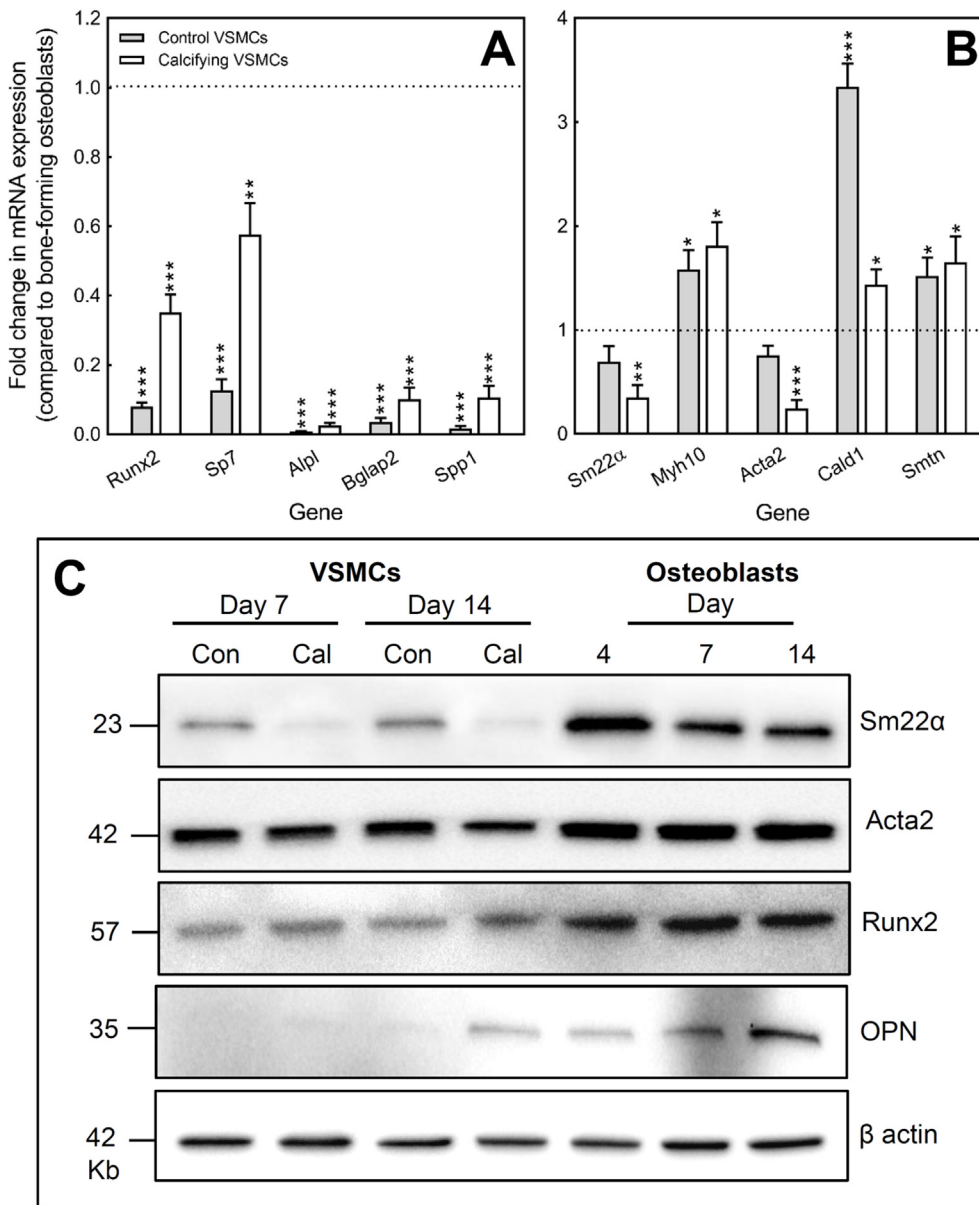 Fold change in mRNA expression
(compared to bone-forming osteoblasts)
1.2
1.0
0.8
0.6
0.4
0.2
0.0
Control VSMCs
Calcifying VSMCs
A
***
***
***
**
***
***
***
***
***
***
Runx2
Sp7
Alpl
Bglap2
Spp1
Gene
4
3
2
1
0
B
**
*
*
***
***
*
*
*
Sm22α
Myh10
Acta2
Cald1
Smtn
Gene
C
VSMCs
Osteoblasts
Day 7
Day 14
Day
Con
Cal
Con
Cal
4
7
14
23
Sm22α
42
Acta2
57
Runx2
35
OPN
42
β actin
Kb